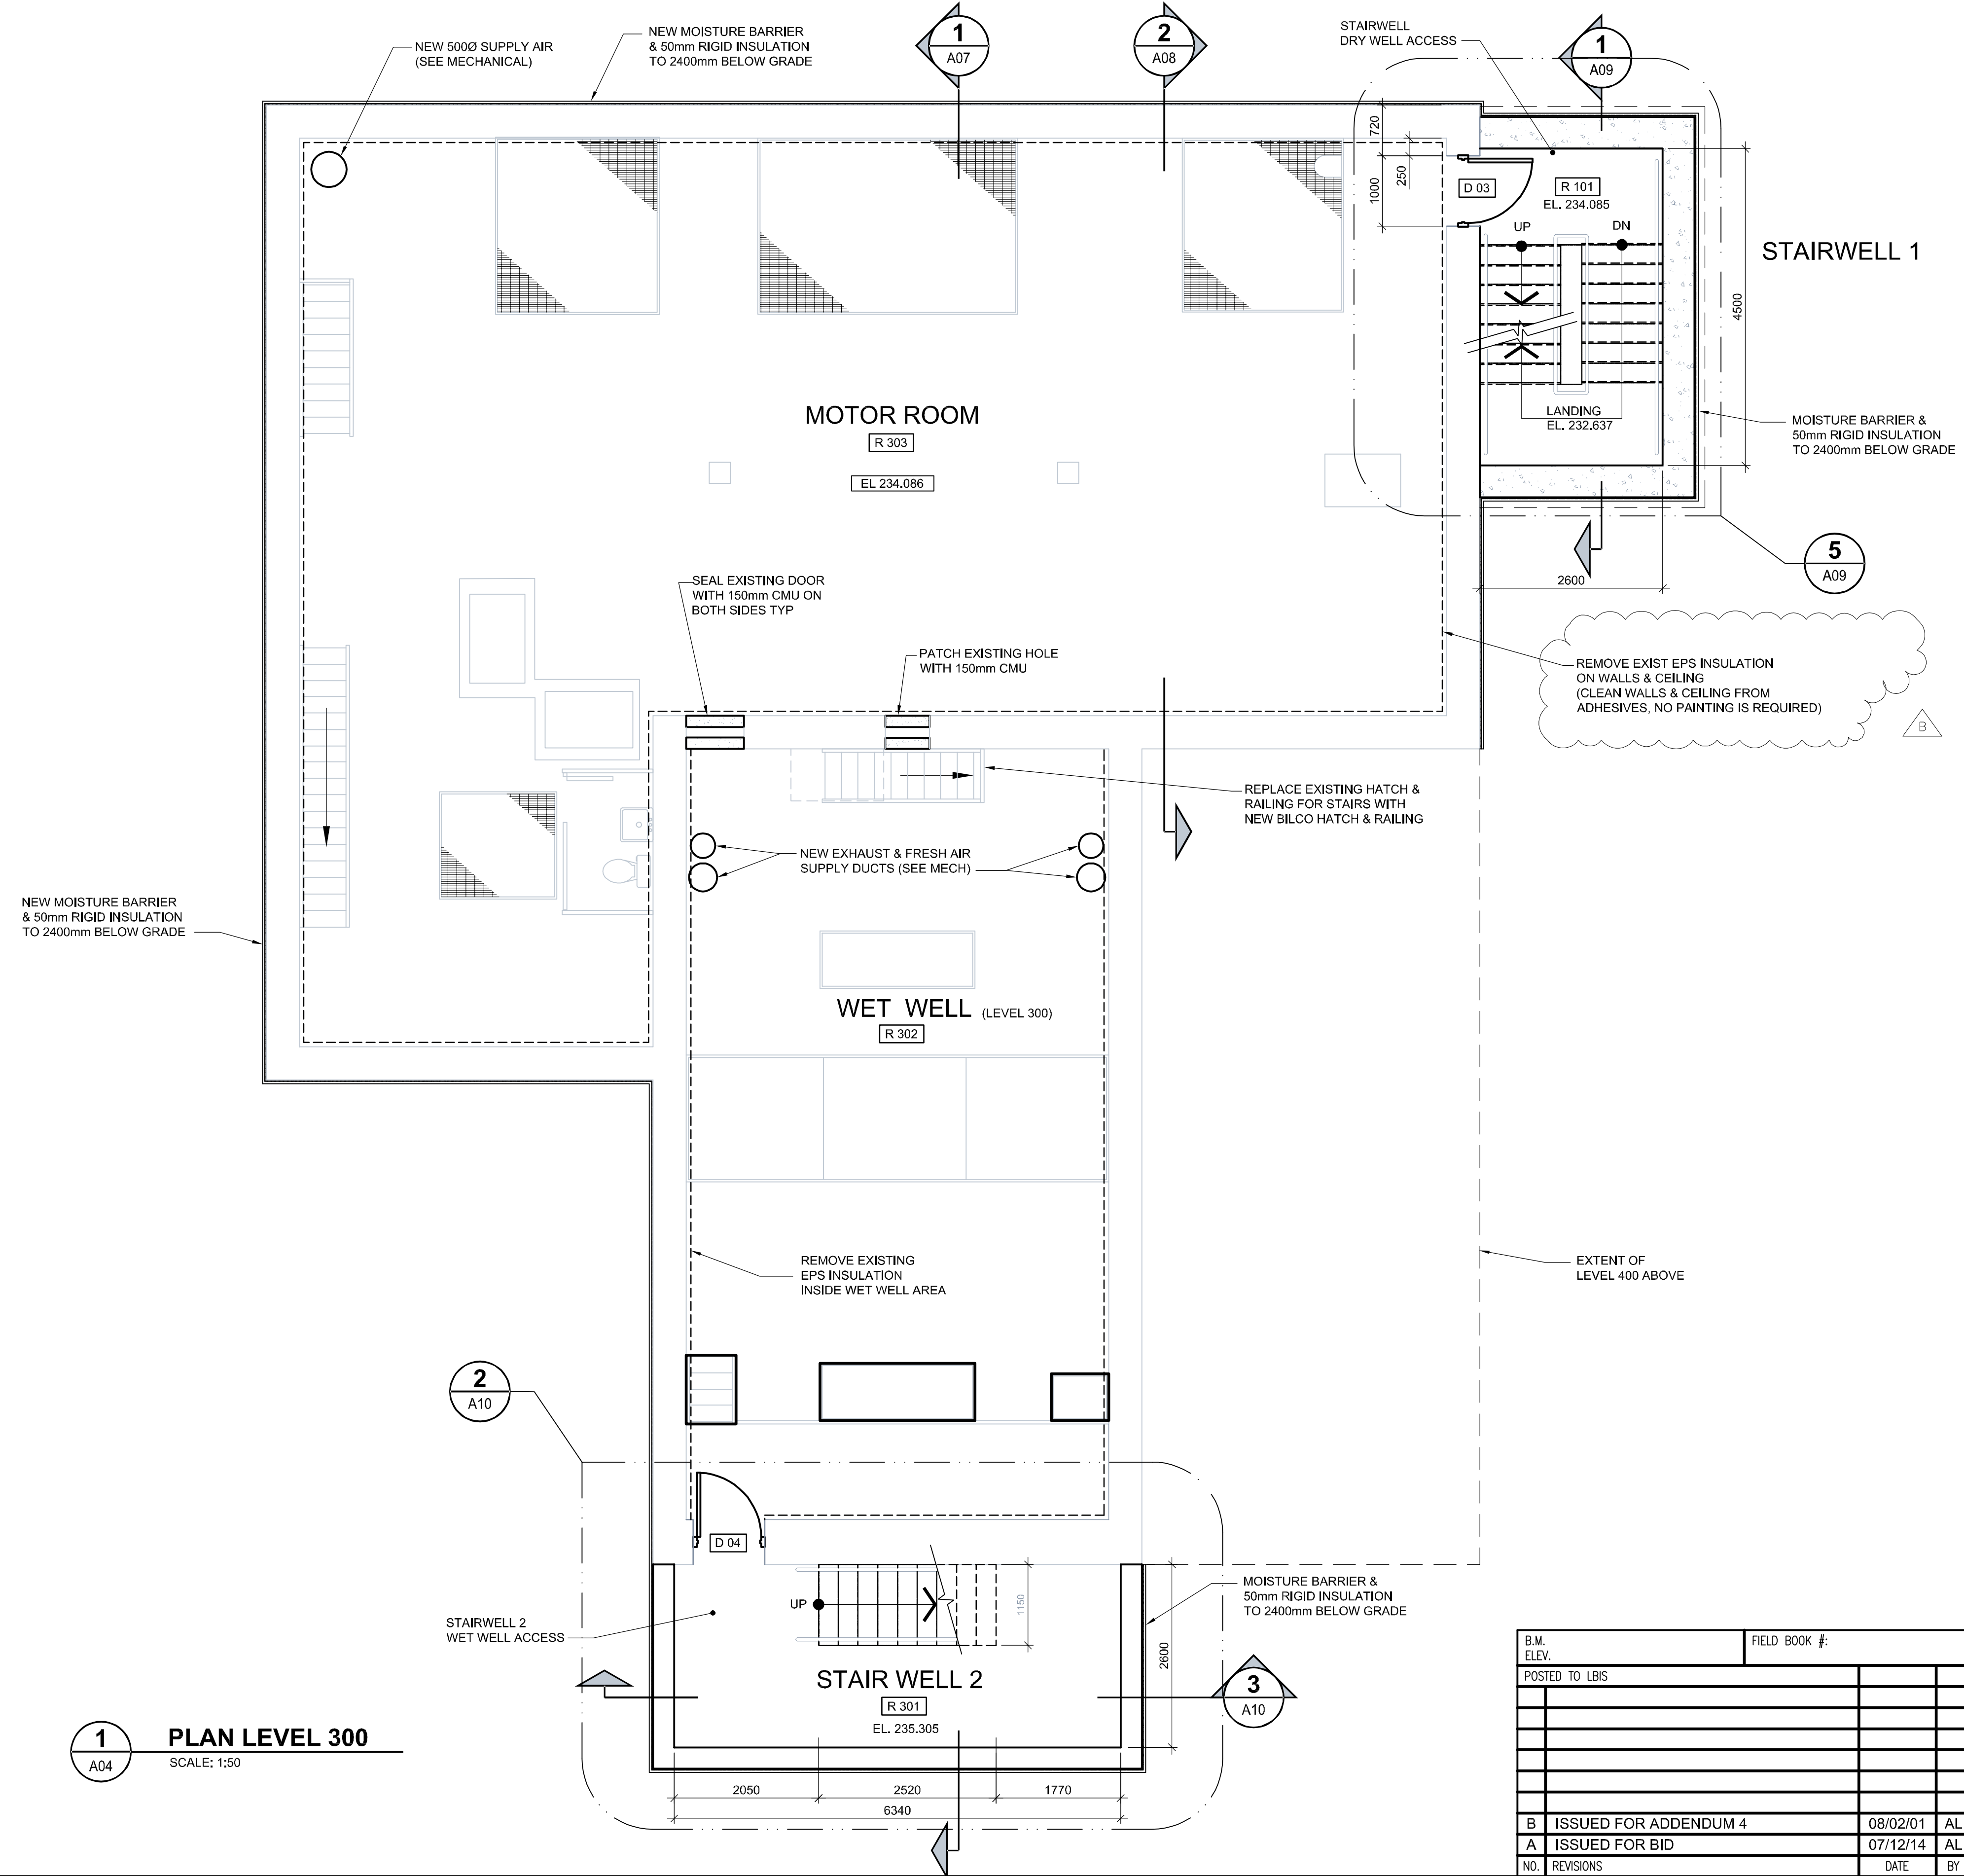 NEW 500Ø SUPPLY AIR
(SEE MECHANICAL)
NEW MOISTURE BARRIER
& 50mm RIGID INSULATION
TO 2400mm BELOW GRADE
1
A07
2
A08
STAIRWELL
DRY WELL ACCESS
1
A09
720
250
1000
D 03
R 101
EL. 234.085
UP
DN
STAIRWELL 1
4500
LANDING
EL. 232.637
MOISTURE BARRIER &
50mm RIGID INSULATION
TO 2400mm BELOW GRADE
MOTOR ROOM
R 303
EL 234.086
5
A09
2600
SEAL EXISTING DOOR
WITH 150mm CMU ON
BOTH SIDES TYP
PATCH EXISTING HOLE
WITH 150mm CMU
REMOVE EXIST EPS INSULATION
ON WALLS & CEILING
(CLEAN WALLS & CEILING FROM
ADHESIVES, NO PAINTING IS REQUIRED)
B
REPLACE EXISTING HATCH &
RAILING FOR STAIRS WITH
NEW BILCO HATCH & RAILING
NEW EXHAUST & FRESH AIR
SUPPLY DUCTS (SEE MECH)
NEW MOISTURE BARRIER
& 50mm RIGID INSULATION
TO 2400mm BELOW GRADE
WET WELL (LEVEL 300)
R 302
REMOVE EXISTING
EPS INSULATION
INSIDE WET WELL AREA
EXTENT OF
LEVEL 400 ABOVE
2
A10
D 04
UP
1150
MOISTURE BARRIER &
50mm RIGID INSULATION
TO 2400mm BELOW GRADE
STAIRWELL 2
WET WELL ACCESS
2600
STAIR WELL 2
R 301
EL. 235.305
3
A10
2050
2520
1770
6340
1
A04
PLAN LEVEL 300
SCALE: 1:50
B.M.
ELEV.
FIELD BOOK #:
POSTED TO LBIS
B ISSUED FOR ADDENDUM 4 08/02/01 AL
A ISSUED FOR BID 07/12/14 AL
NO. REVISIONS DATE BY